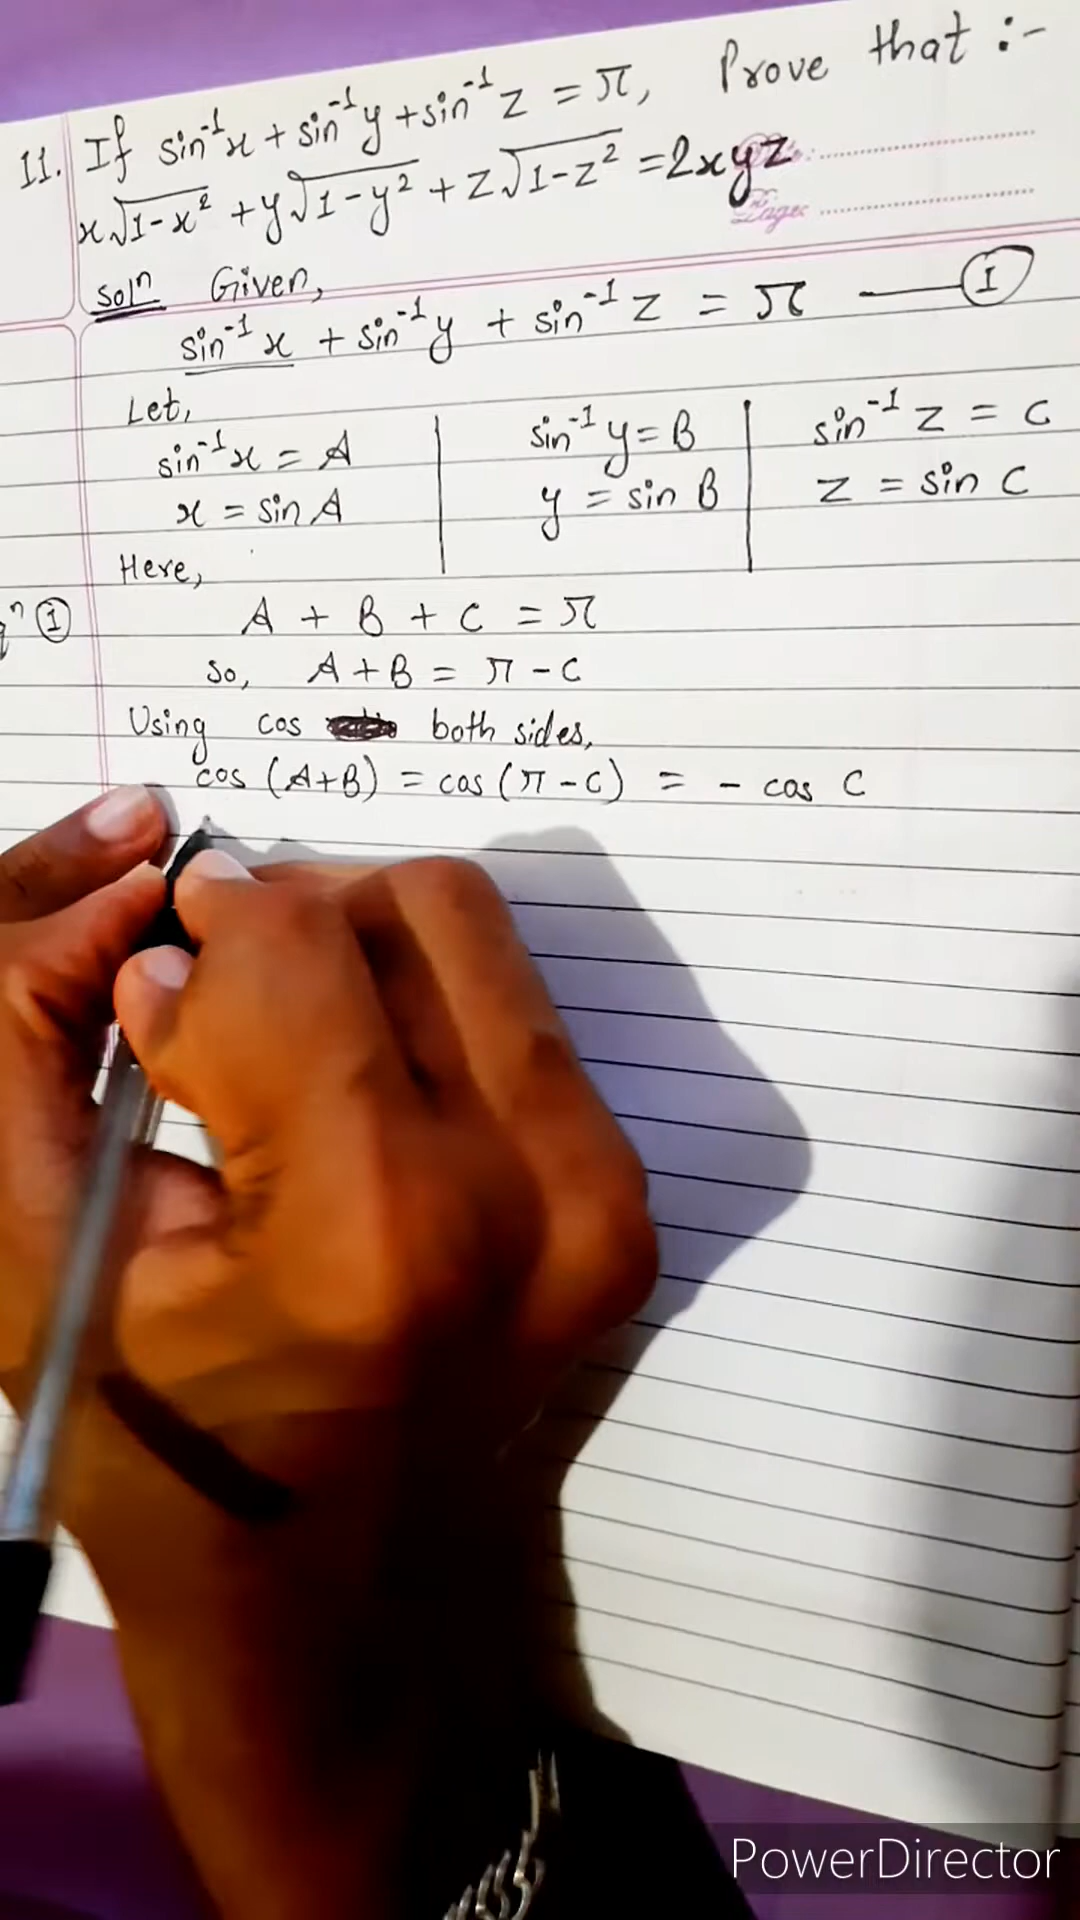 11. If sin⁻¹x + sin⁻¹y + sin⁻¹z = π, Prove that :-
x√1-x² + y√1-y² + z√1-z² = 2xyz
Page:
Solⁿ Given,
sin⁻¹x + sin⁻¹y + sin⁻¹z = π — I
Let,
sin⁻¹x = A | sin⁻¹y = B | sin⁻¹z = C
x = sin A | y = sin B | z = sin C
Here,
① A + B + C = π
So, A + B = π - C
Using cos both sides,
cos (A+B) = cos (π - C) = - cos C
PowerDirector